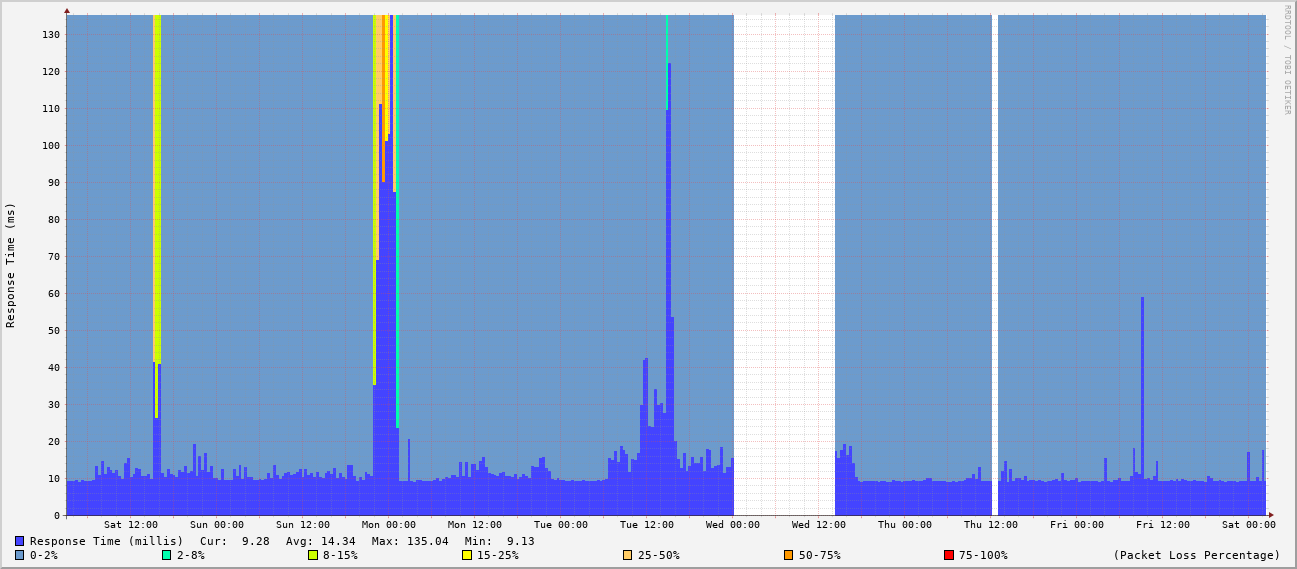 RRDTOOL / TOBI OETIKER
Response Time (ms)
130
120
110
100
90
80
70
60
50
40
30
20
10
0
Sat 12:00 Sun 00:00 Sun 12:00 Mon 00:00 Mon 12:00 Tue 00:00 Tue 12:00 Wed 00:00 Wed 12:00 Thu 00:00 Thu 12:00 Fri 00:00 Fri 12:00 Sat 00:00
Response Time (millis) Cur: 9.28 Avg: 14.34 Max: 135.04 Min: 9.13
0-2% 2-8% 8-15% 15-25% 25-50% 50-75% 75-100% (Packet Loss Percentage)